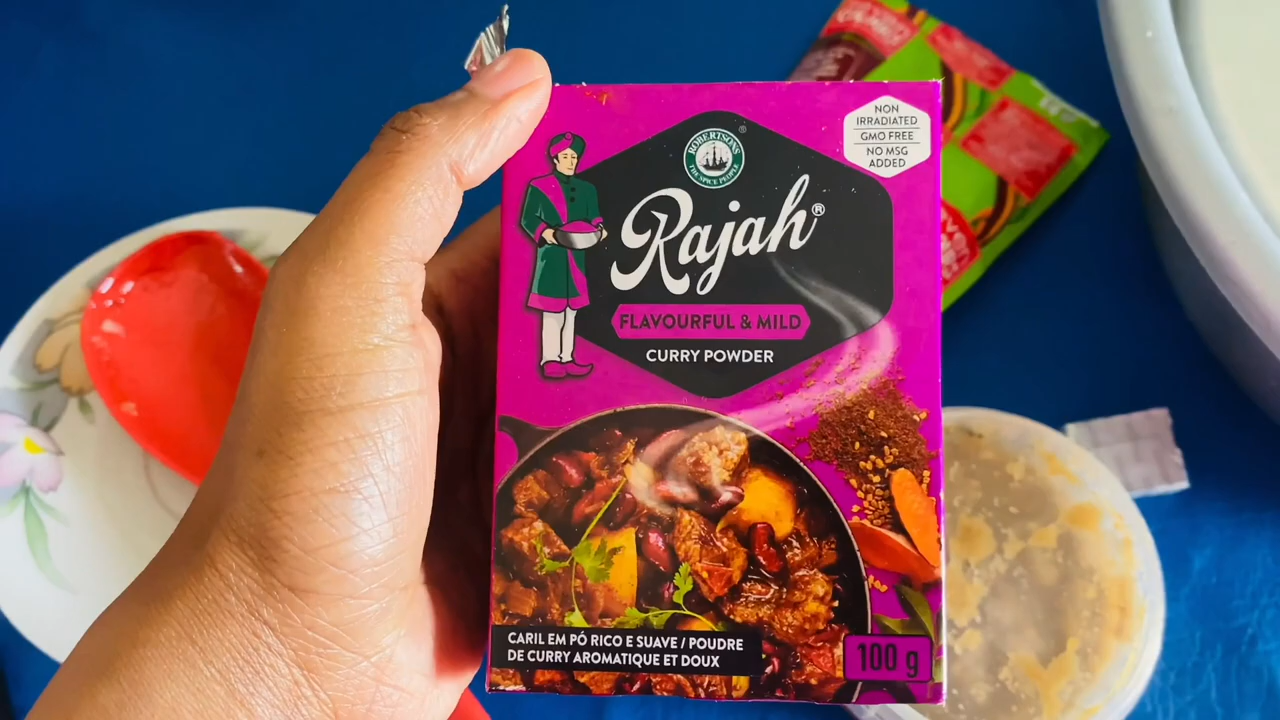 ROBERTSONS
THE SPICE PEOPLE
®
Rajah®
FLAVOURFUL & MILD
CURRY POWDER
NON
IRRADIATED
GMO FREE
NO MSG
ADDED
CARIL EM PÓ RICO E SUAVE / POUDRE
DE CURRY AROMATIQUE ET DOUX
100 g